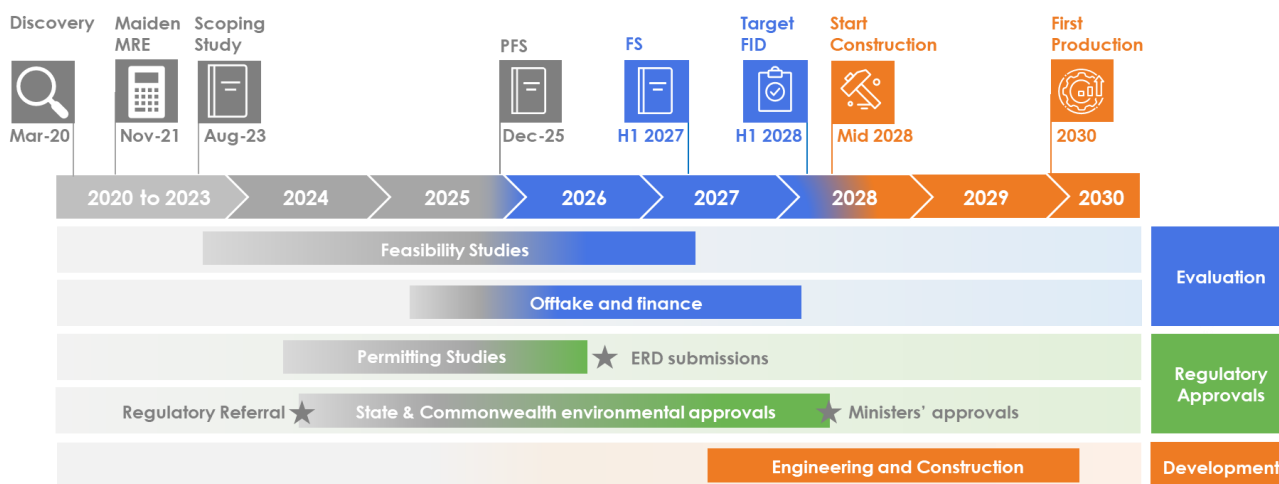 Discovery
Maiden
MRE
Scoping
Study
PFS
FS
Target
FID
Start
Construction
First
Production
Mar-20
Nov-21
Aug-23
Dec-25
H1 2027
H1 2028
Mid 2028
2030
2020 to 2023
2024
2025
2026
2027
2028
2029
2030
Feasibility Studies
Offtake and finance
Evaluation
Permitting Studies
ERD submissions
Regulatory Referral
State & Commonwealth environmental approvals
Ministers' approvals
Regulatory
Approvals
Engineering and Construction
Development